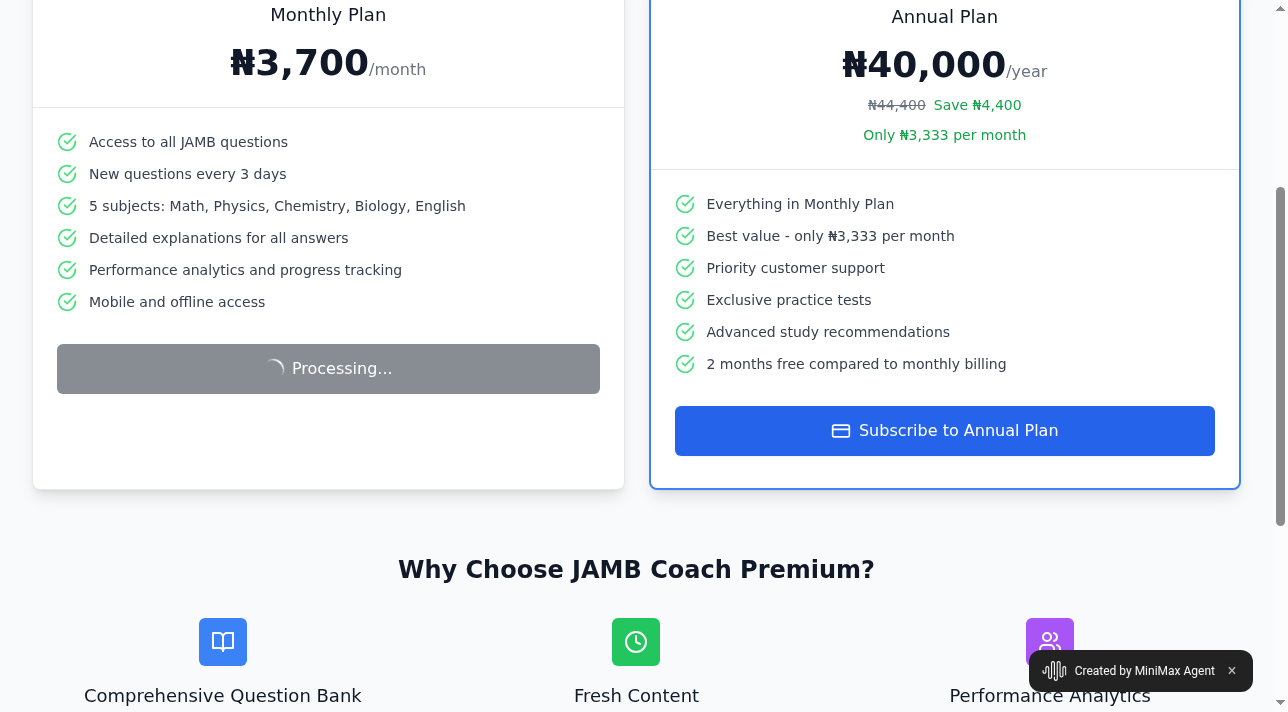 Monthly Plan
₦3,700/month
Access to all JAMB questions
New questions every 3 days
5 subjects: Math, Physics, Chemistry, Biology, English
Detailed explanations for all answers
Performance analytics and progress tracking
Mobile and offline access
Processing...
Annual Plan
₦40,000/year
₦44,400 Save ₦4,400
Only ₦3,333 per month
Everything in Monthly Plan
Best value - only ₦3,333 per month
Priority customer support
Exclusive practice tests
Advanced study recommendations
2 months free compared to monthly billing
Subscribe to Annual Plan
Why Choose JAMB Coach Premium?
Comprehensive Question Bank
Fresh Content
Performance Analytics
Created by MiniMax Agent ×